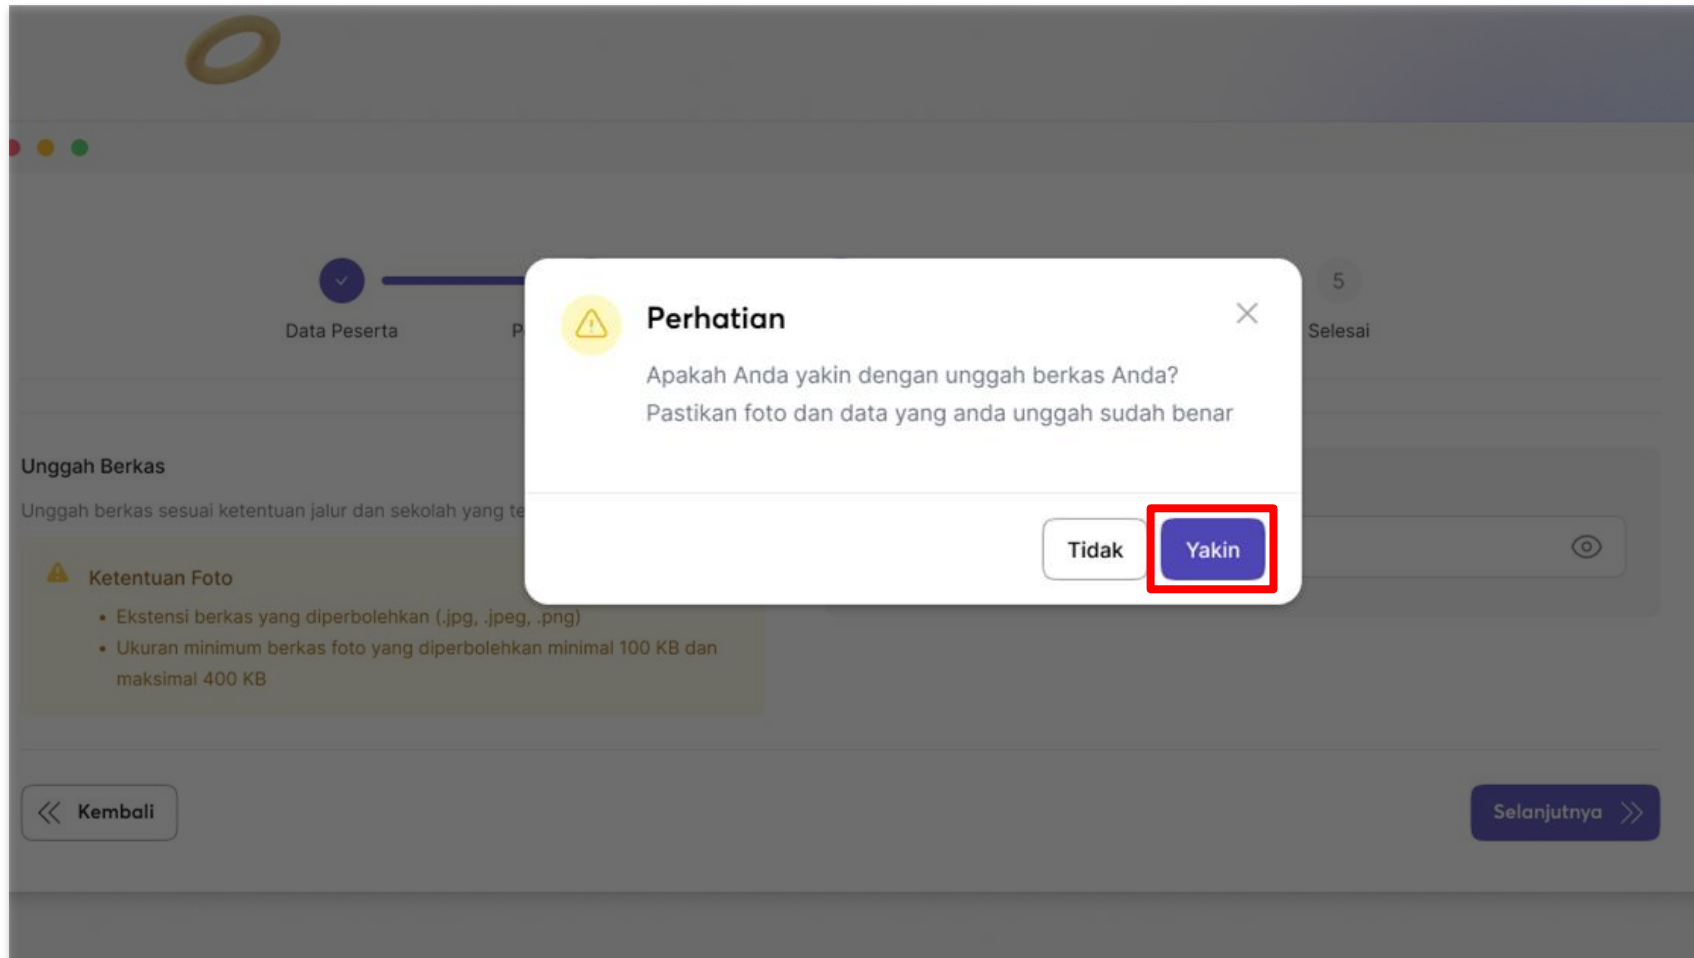 5
Data Peserta
P
Selesai
Perhatian
Apakah Anda yakin dengan unggah berkas Anda?
Pastikan foto dan data yang anda unggah sudah benar
Tidak
Yakin
Unggah Berkas
Unggah berkas sesuai ketentuan jalur dan sekolah yang te
Ketentuan Foto
• Ekstensi berkas yang diperbolehkan (.jpg, .jpeg, .png)
• Ukuran minimum berkas foto yang diperbolehkan minimal 100 KB dan
maksimal 400 KB
Kembali
Selanjutnya